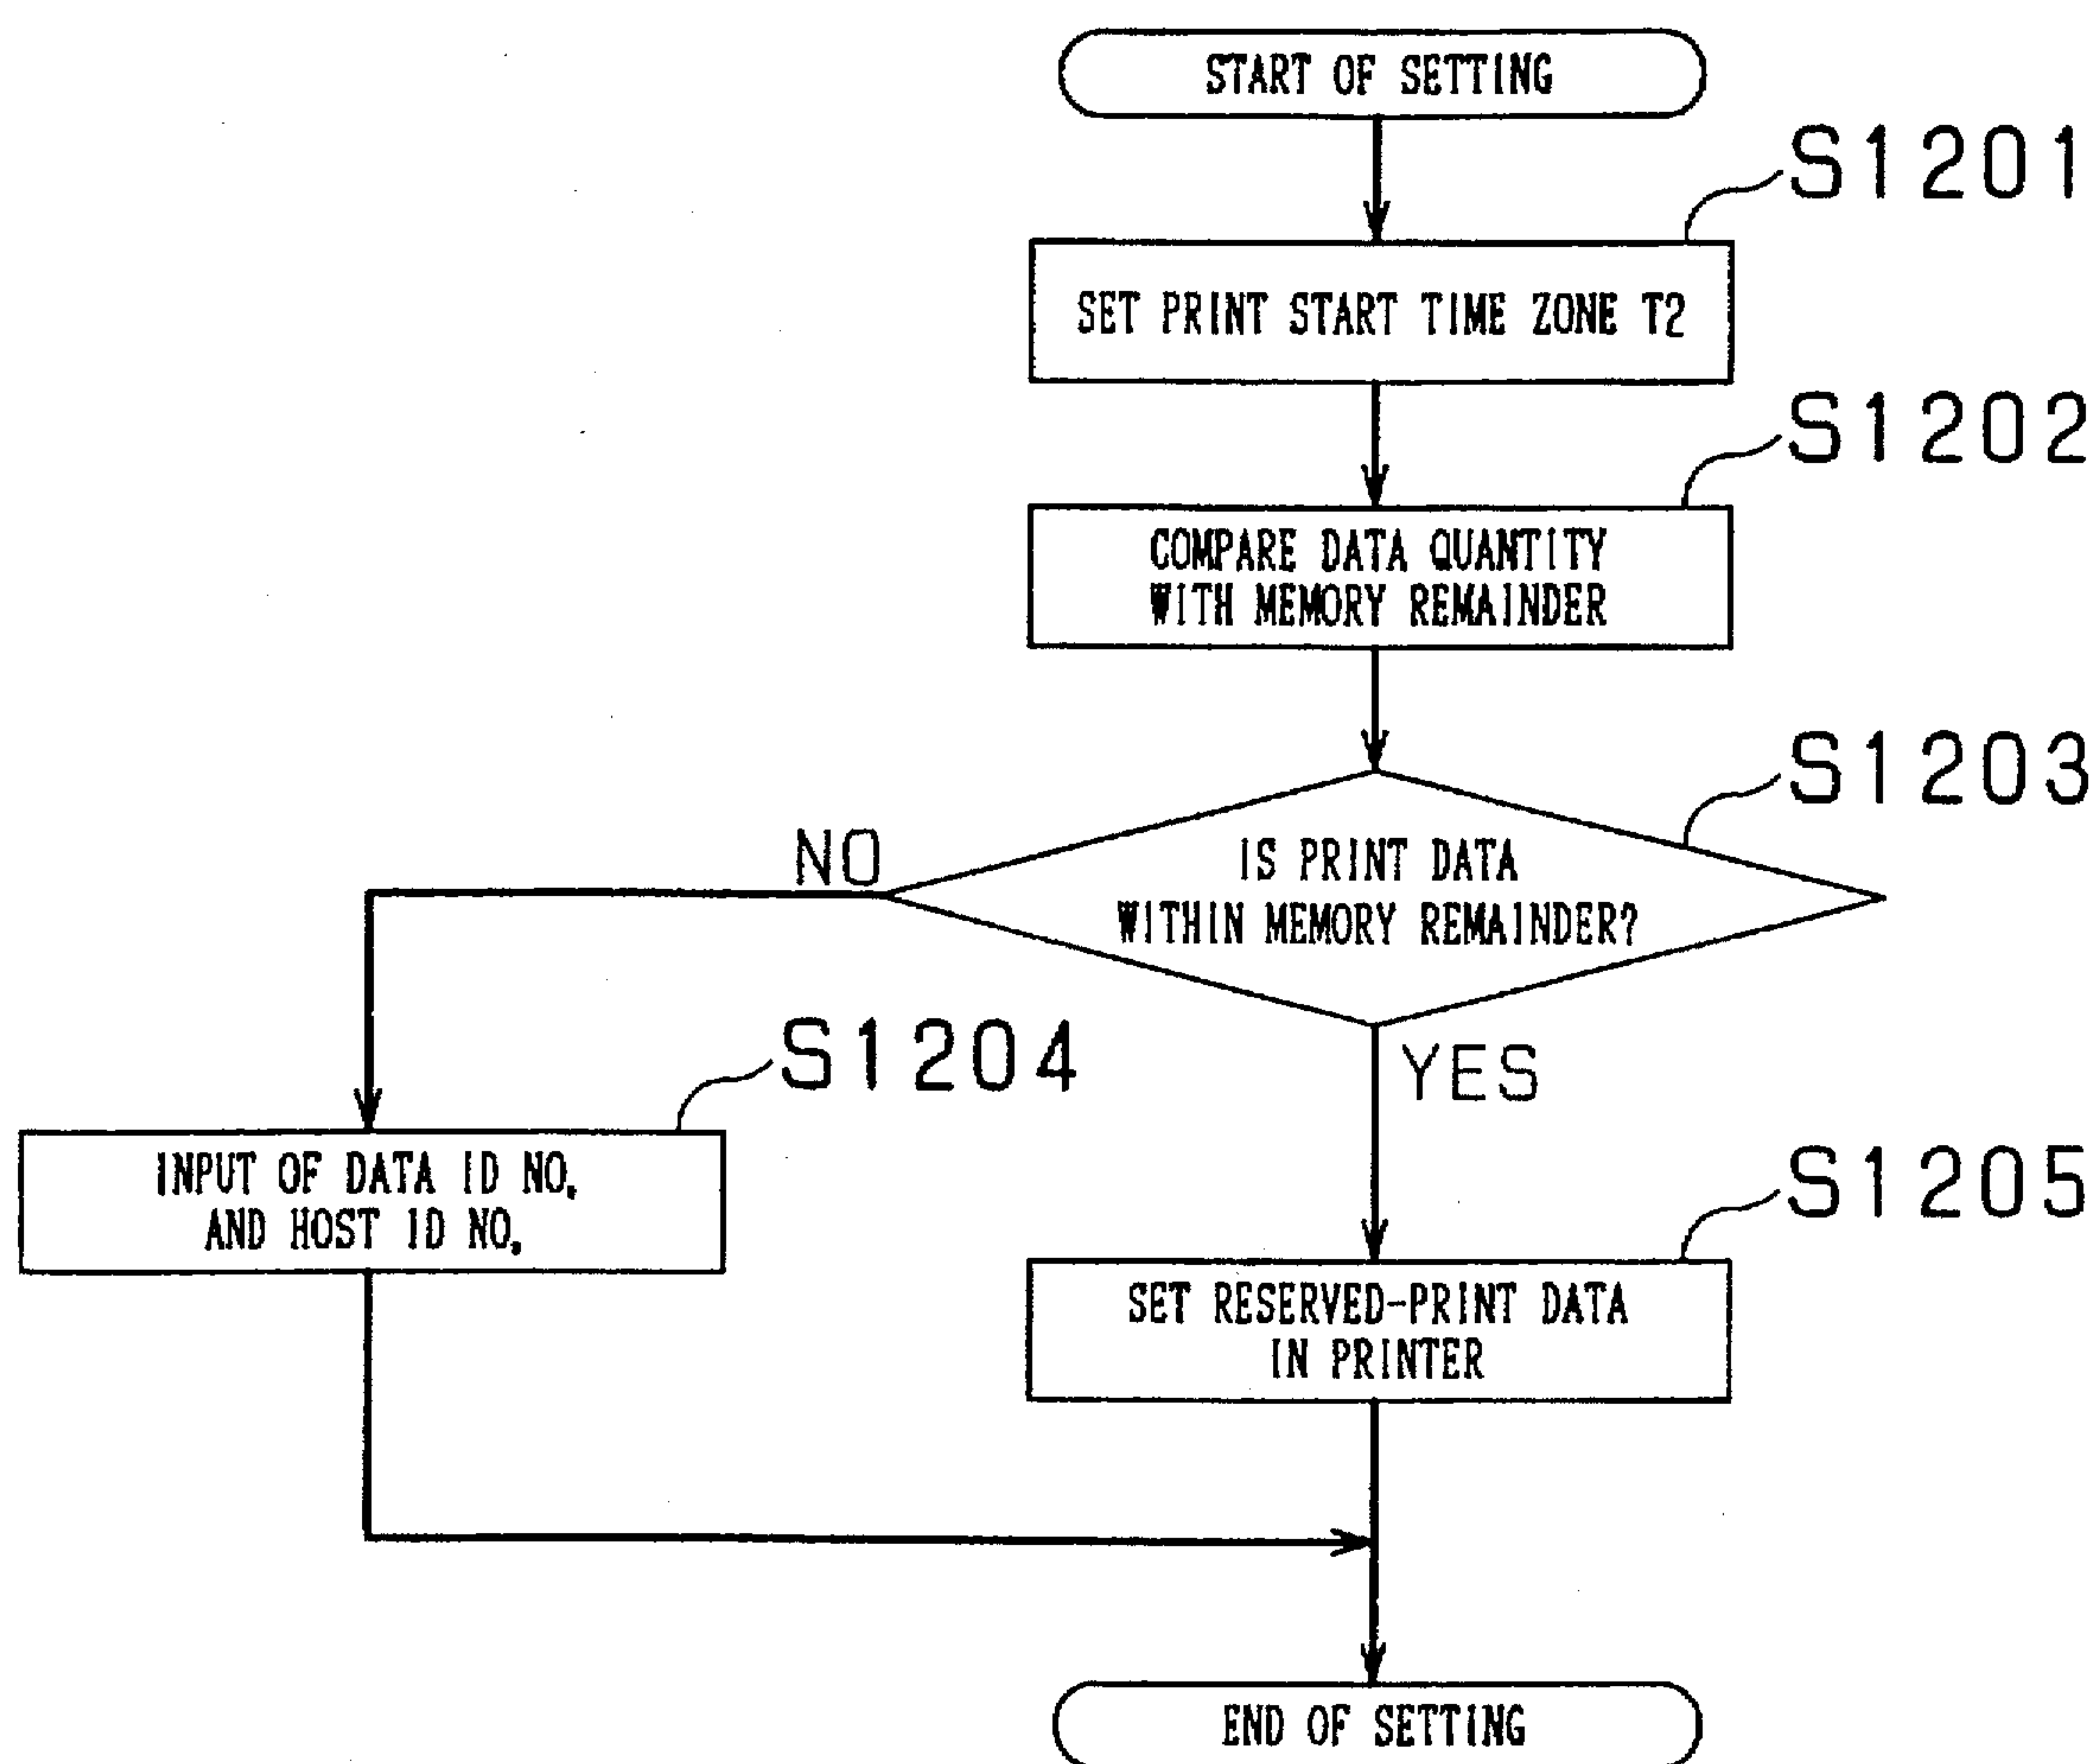 START OF SETTING
S1201
SET PRINT START TIME ZONE T2
S1202
COMPARE DATA QUANTITY
WITH MEMORY REMAINDER
S1203
IS PRINT DATA
WITHIN MEMORY REMAINDER?
NO
YES
S1204
INPUT OF DATA ID NO.
AND HOST ID NO.
S1205
SET RESERVED-PRINT DATA
IN PRINTER
END OF SETTING